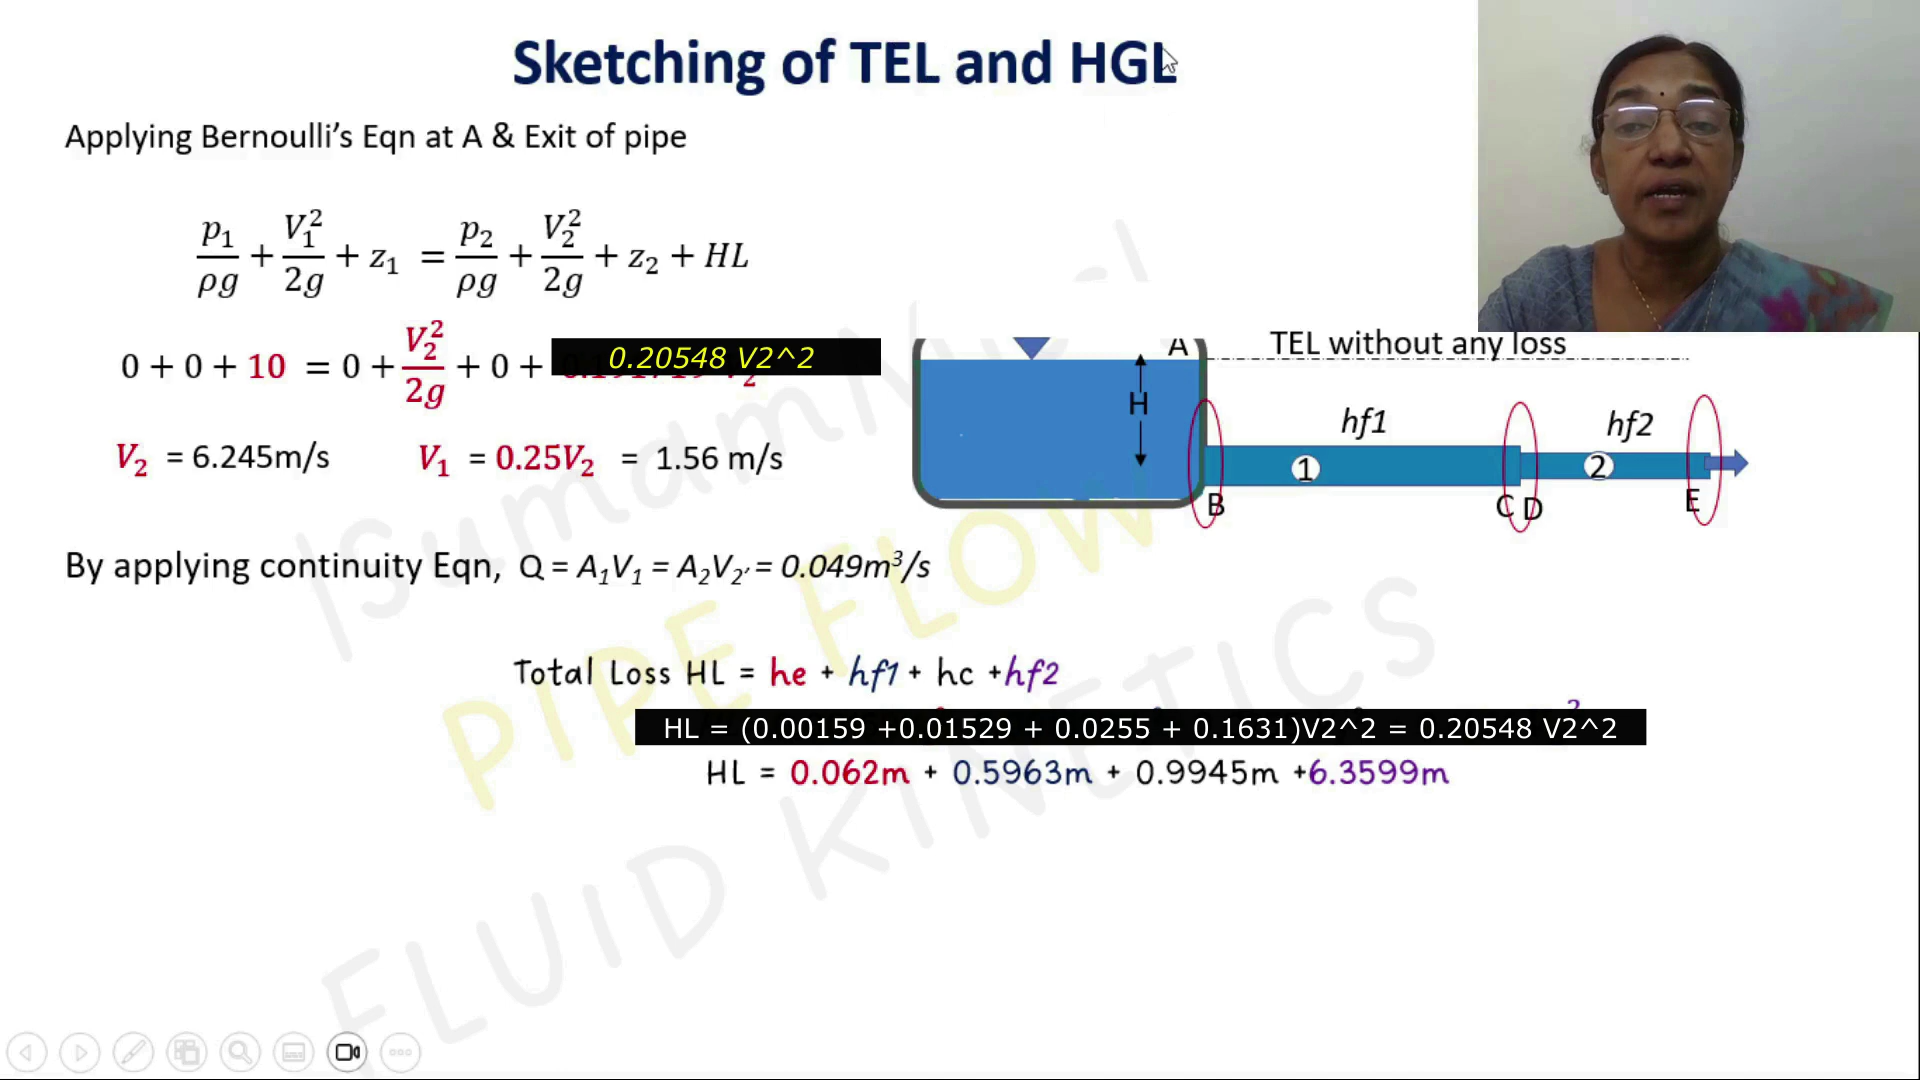 Sketching of TEL and HGL
Applying Bernoulli's Eqn at A & Exit of pipe
p₁/ρg + V₁²/2g + z₁ = p₂/ρg + V₂²/2g + z₂ + HL
0 + 0 + 10 = 0 + V₂²/2g + 0 + 0.20548 V2^2
V₂ = 6.245m/s V₁ = 0.25V₂ = 1.56 m/s
A TEL without any loss
H hf1 hf2
1 2
B C D E
By applying continuity Eqn, Q = A₁V₁ = A₂V₂' = 0.049m³/s
Total Loss HL = he + hf1 + hc +hf2
HL = (0.00159 +0.01529 + 0.0255 + 0.1631)V2^2 = 0.20548 V2^2
HL = 0.062m + 0.5963m + 0.9945m +6.3599m
PIPE FLOW
FLUID KINETICS